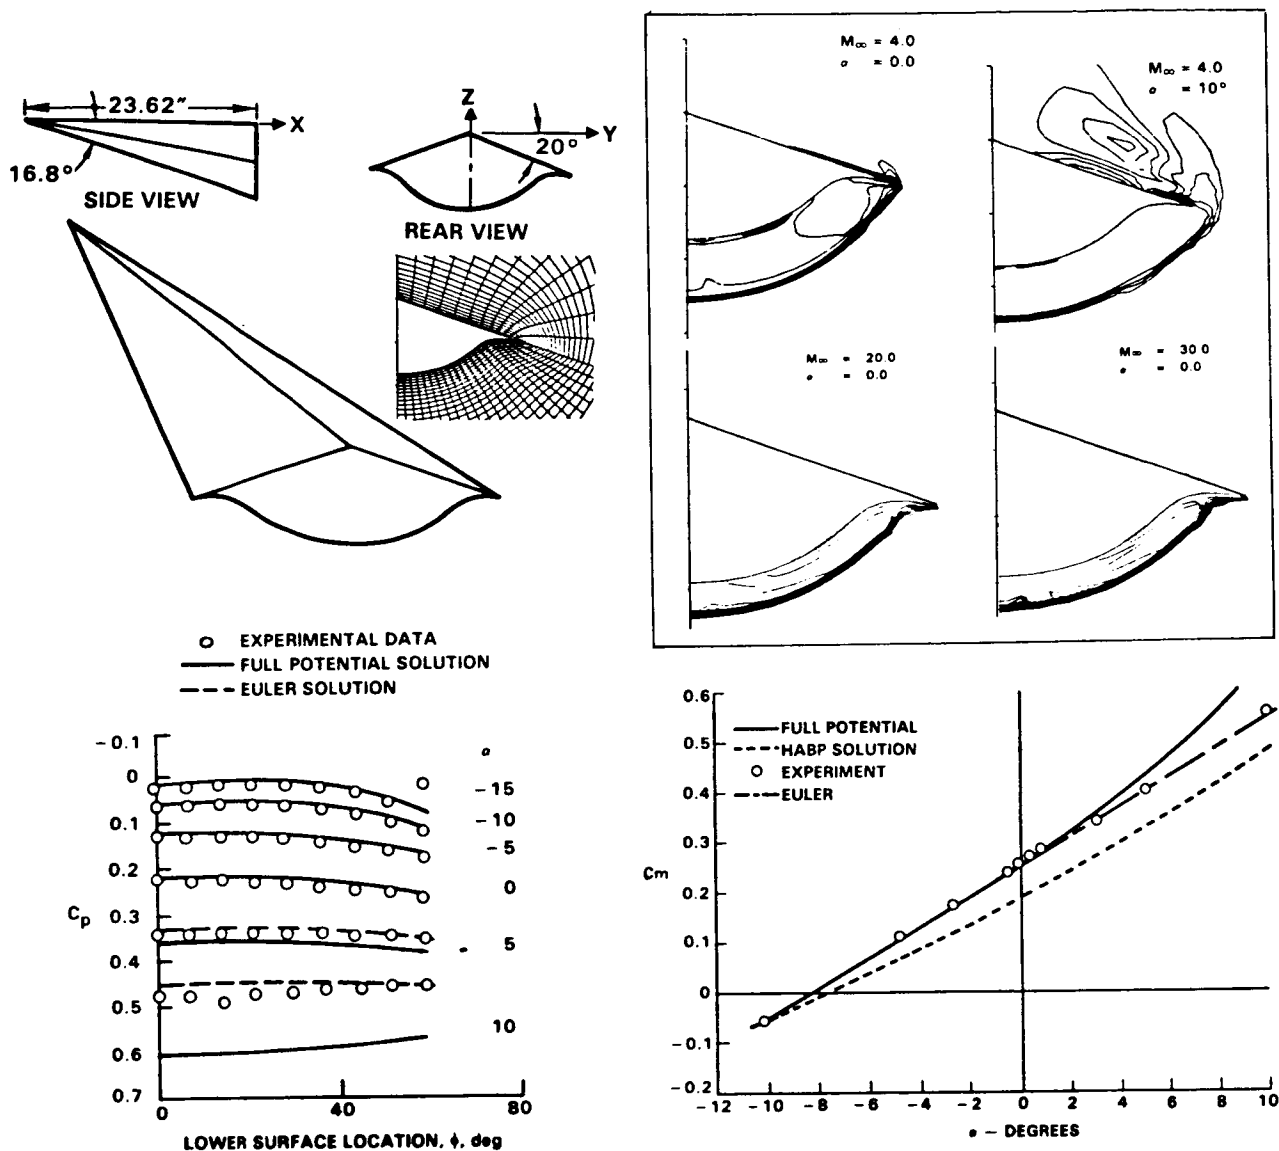 23.62"
X
16.8°
SIDE VIEW
Z
Y
20°
REAR VIEW
M∞ = 4.0
α = 0.0
M∞ = 4.0
α = 10°
M∞ = 20.0
α = 0.0
M∞ = 30.0
α = 0.0
EXPERIMENTAL DATA
FULL POTENTIAL SOLUTION
EULER SOLUTION
-0.1
0
0.1
0.2
0.3
0.4
0.5
0.6
0.7
Cp
α
-15
-10
-5
0
5
10
0
40
80
LOWER SURFACE LOCATION, ϕ, deg
FULL POTENTIAL
HABP SOLUTION
EXPERIMENT
EULER
0.6
0.5
0.4
0.3
0.2
0.1
0
-0.1
-0.2
Cm
-12
-10
-8
-6
-4
-2
0
2
4
6
8
10
α - DEGREES